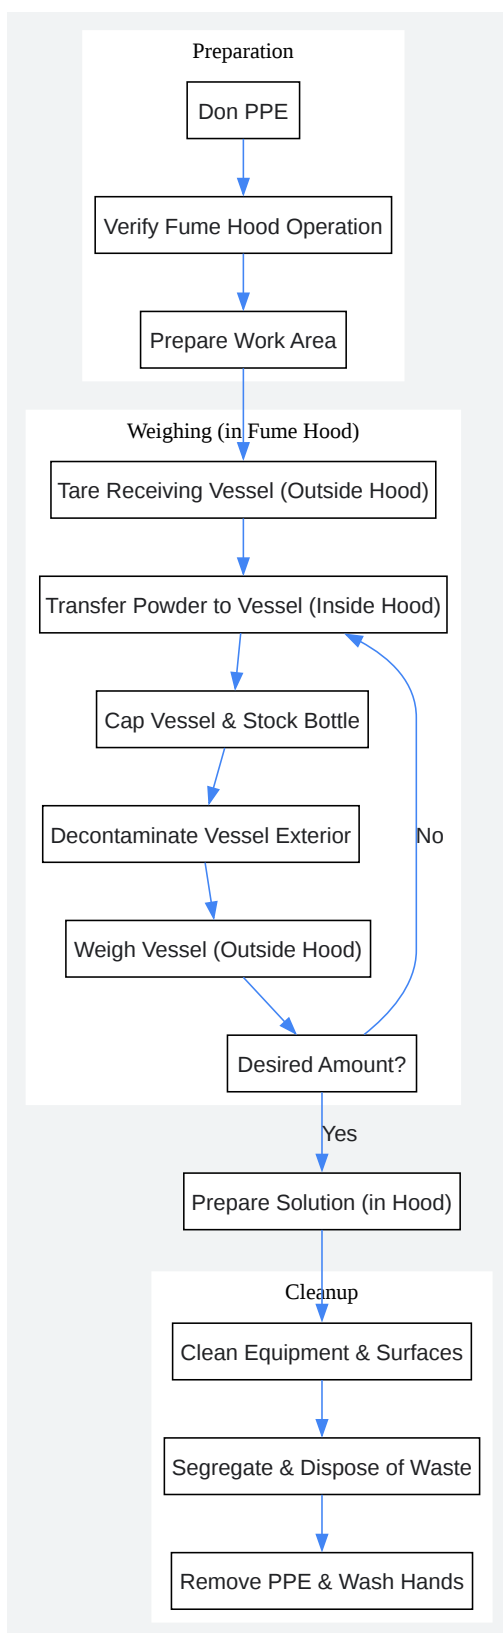 Preparation
Don PPE
Verify Fume Hood Operation
Prepare Work Area
Weighing (in Fume Hood)
Tare Receiving Vessel (Outside Hood)
Transfer Powder to Vessel (Inside Hood)
Cap Vessel & Stock Bottle
Decontaminate Vessel Exterior
No
Weigh Vessel (Outside Hood)
Desired Amount?
Yes
Prepare Solution (in Hood)
Cleanup
Clean Equipment & Surfaces
Segregate & Dispose of Waste
Remove PPE & Wash Hands